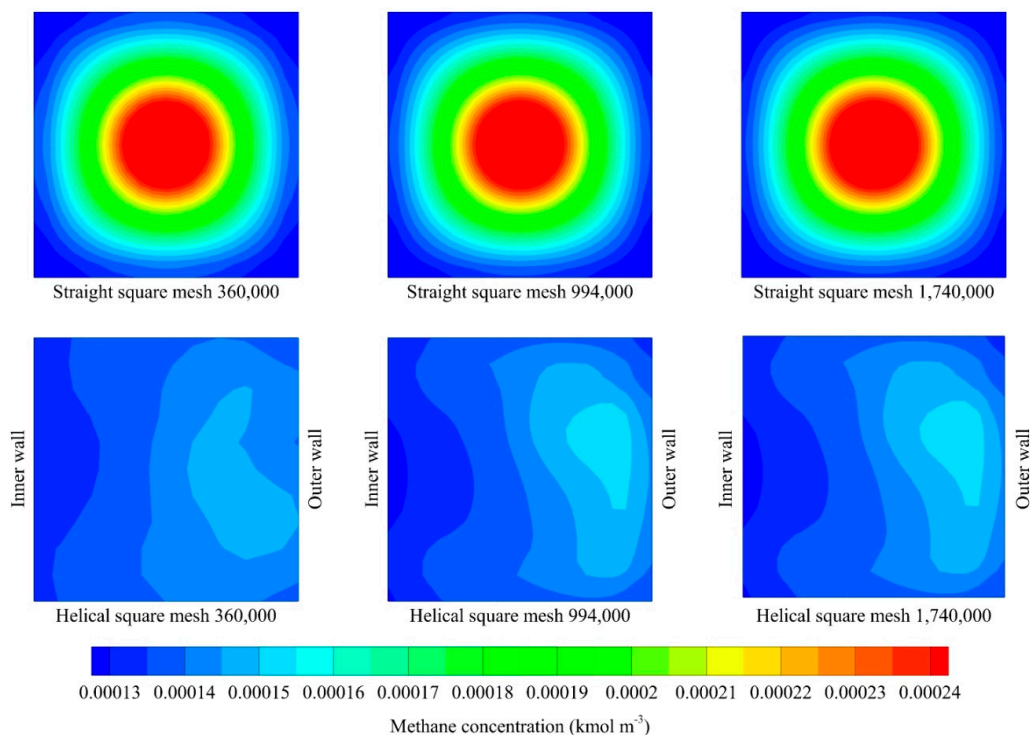 Straight square mesh 360,000
Straight square mesh 994,000
Straight square mesh 1,740,000
Inner wall
Outer wall
Inner wall
Outer wall
Inner wall
Outer wall
Helical square mesh 360,000
Helical square mesh 994,000
Helical square mesh 1,740,000
0.00013 0.00014 0.00015 0.00016 0.00017 0.00018 0.00019 0.0002 0.00021 0.00022 0.00023 0.00024
Methane concentration (kmol m⁻³)